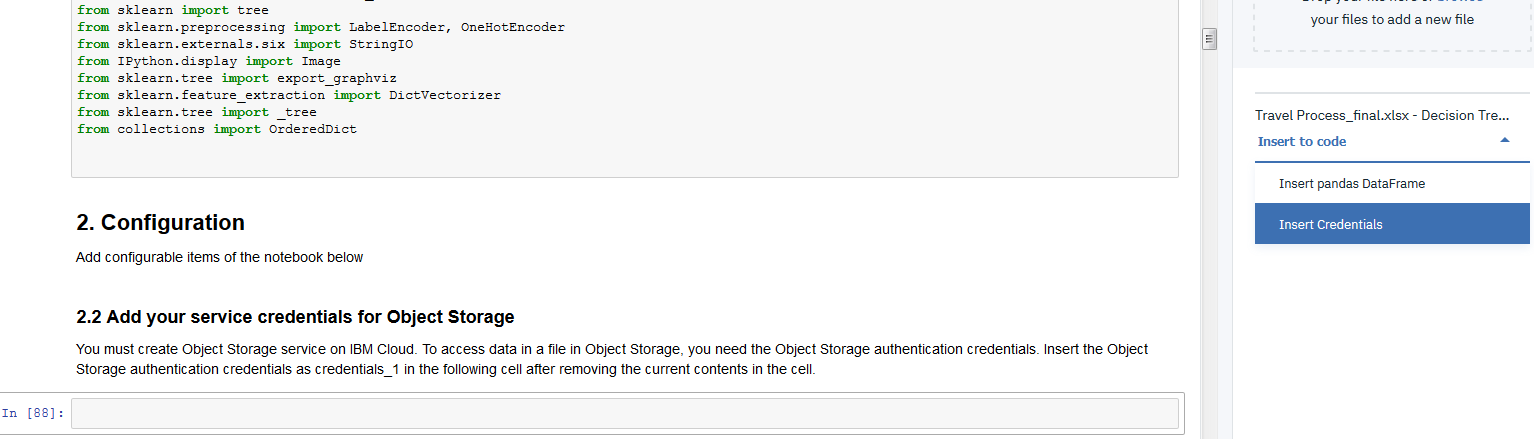 from sklearn import tree
from sklearn.preprocessing import LabelEncoder, OneHotEncoder
from sklearn.externals.six import StringIO
from IPython.display import Image
from sklearn.tree import export_graphviz
from sklearn.feature_extraction import DictVectorizer
from sklearn.tree import _tree
from collections import OrderedDict
2. Configuration
Add configurable items of the notebook below
2.2 Add your service credentials for Object Storage
You must create Object Storage service on IBM Cloud. To access data in a file in Object Storage, you need the Object Storage authentication credentials. Insert the Object
Storage authentication credentials as credentials_1 in the following cell after removing the current contents in the cell.
In [88]:
your files to add a new file
Travel Process_final.xlsx - Decision Tre...
Insert to code
Insert pandas DataFrame
Insert Credentials